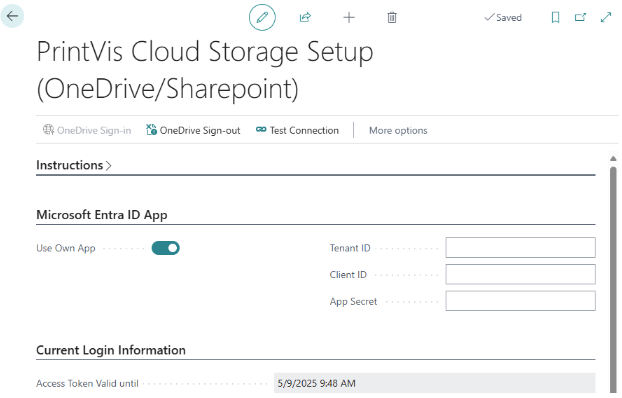 Saved
PrintVis Cloud Storage Setup
(OneDrive/Sharepoint)
OneDrive Sign-in OneDrive Sign-out Test Connection More options
Instructions
Microsoft Entra ID App
Use Own App Tenant ID
Client ID
App Secret
Current Login Information
Access Token Valid until 5/9/2025 9:48 AM